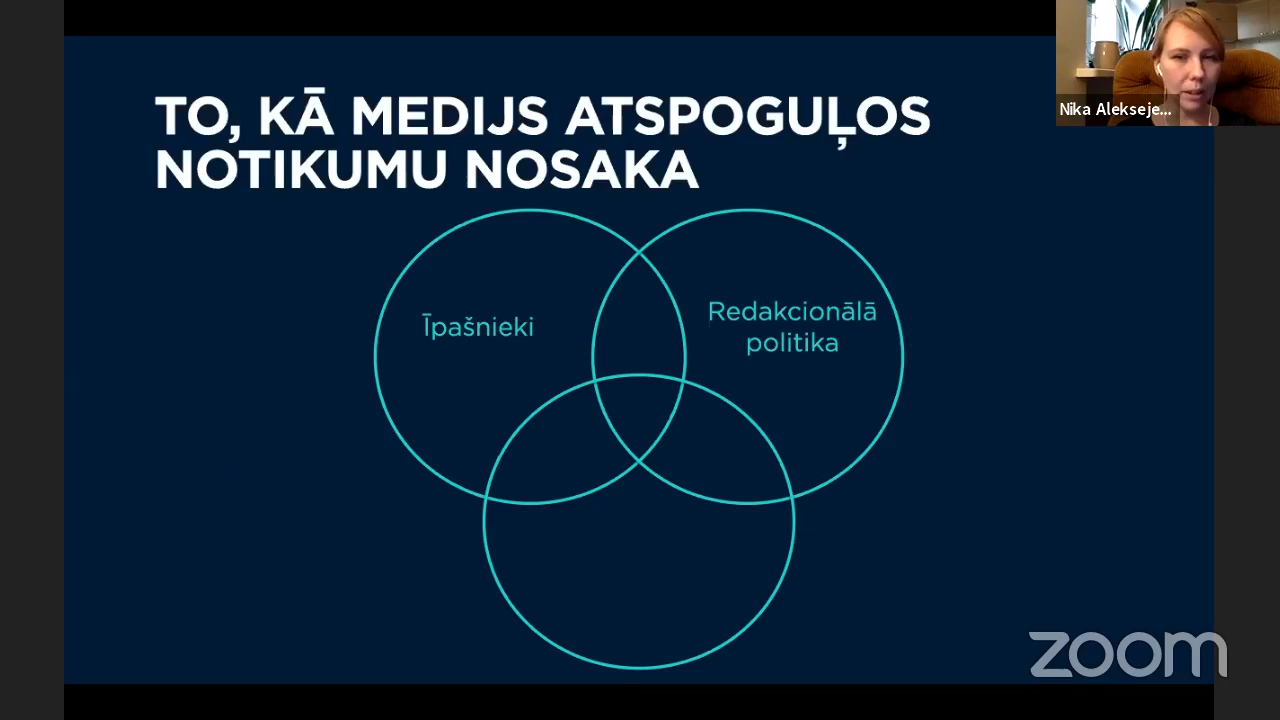 TO, KĀ MEDIJS ATSPOGUĻOS
NOTIKUMU NOSAKA
Īpašnieki
Redakcionālā
politika
Nika Alekseje...
zoom